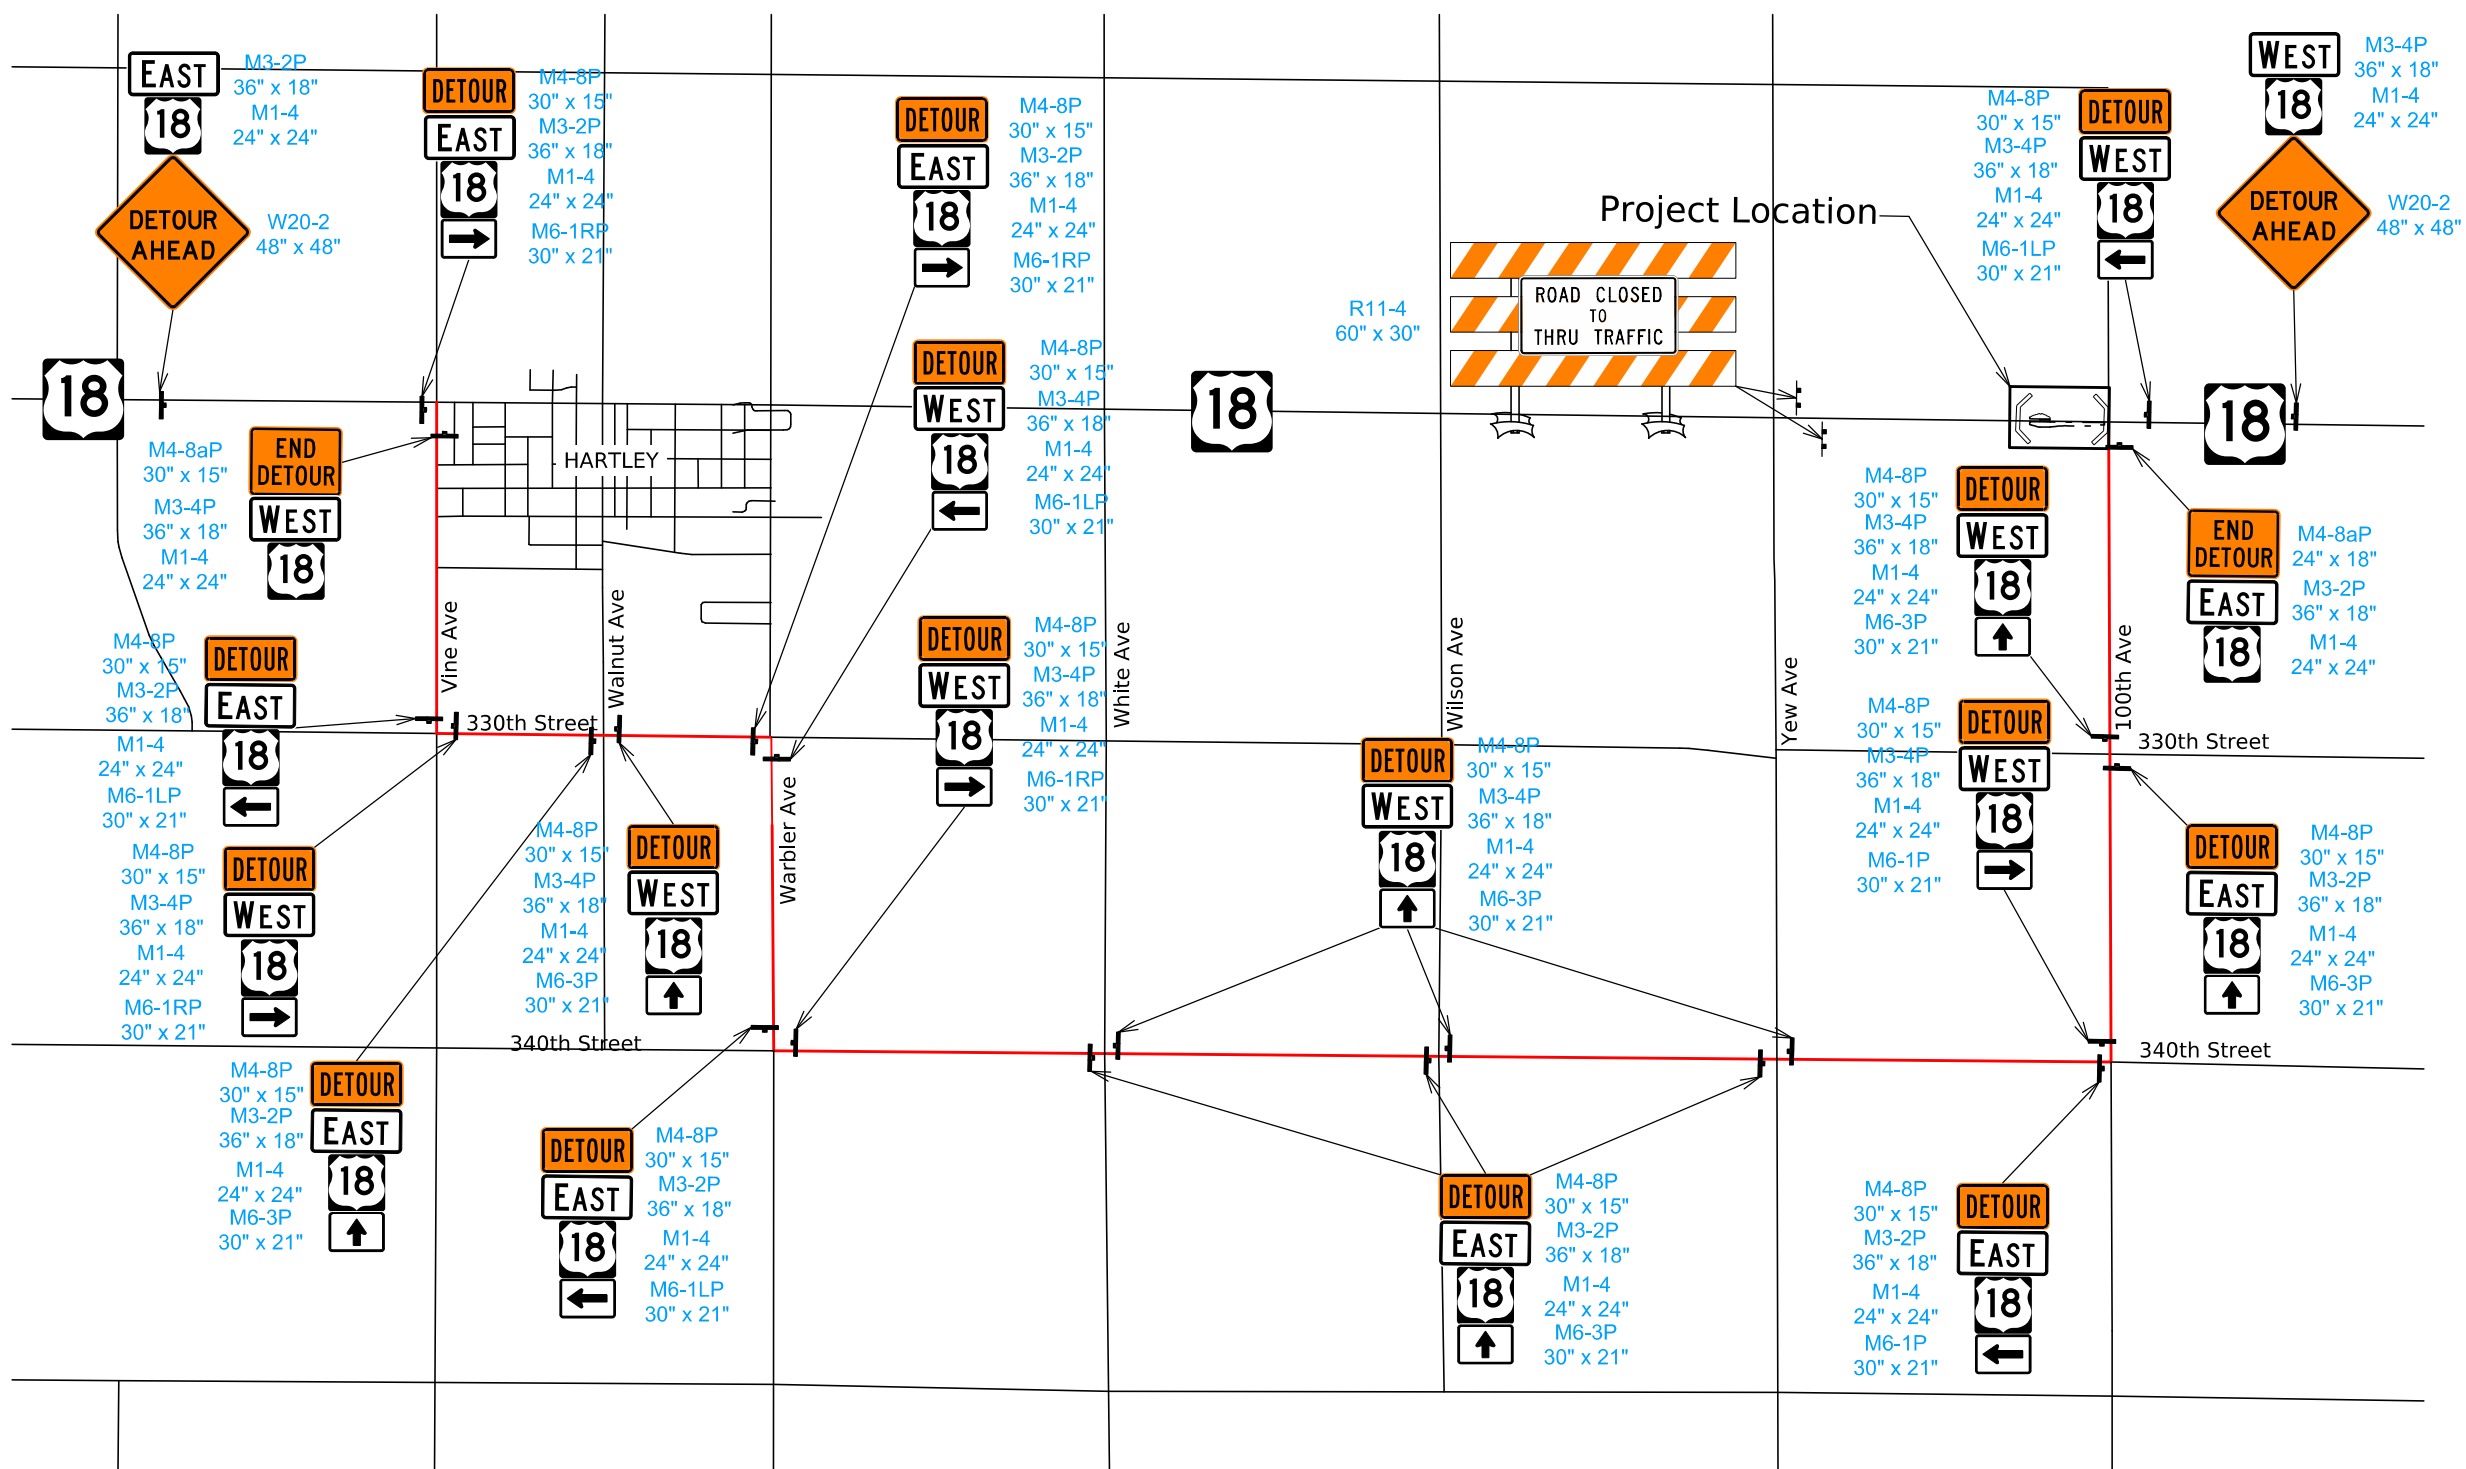 EAST
18
DETOUR
AHEAD
M3-2P
36" x 18"
M1-4
24" x 24"
W20-2
48" x 48"
DETOUR
EAST
18
M4-8P
30" x 15"
M3-2P
36" x 18"
M1-4
24" x 24"
M6-1RP
30" x 21"
DETOUR
EAST
18
M4-8P
30" x 15"
M3-2P
36" x 18"
M1-4
24" x 24"
M6-1RP
30" x 21"
Project Location
R11-4
60" x 30"
ROAD CLOSED
TO
THRU TRAFFIC
M4-8P
30" x 15"
M3-4P
36" x 18"
M1-4
24" x 24"
M6-1LP
30" x 21"
DETOUR
WEST
18
WEST
18
DETOUR
AHEAD
M3-4P
36" x 18"
M1-4
24" x 24"
W20-2
48" x 48"
18
18
18
M4-8aP
30" x 15"
M3-4P
36" x 18"
M1-4
24" x 24"
END
DETOUR
WEST
18
HARTLEY
DETOUR
WEST
18
M4-8P
30" x 15"
M3-4P
36" x 18"
M1-4
24" x 24"
M6-1LP
30" x 21"
M4-8P
30" x 15"
M3-4P
36" x 18"
M1-4
24" x 24"
M6-3P
30" x 21"
DETOUR
WEST
18
END
DETOUR
EAST
18
M4-8aP
24" x 18"
M3-2P
36" x 18"
M1-4
24" x 24"
M4-8P
30" x 15"
M3-2P
36" x 18"
M1-4
24" x 24"
M6-1LP
30" x 21"
DETOUR
EAST
18
Vine Ave
Walnut Ave
Warbler Ave
White Ave
Wilson Ave
Yew Ave
100th Ave
330th Street
330th Street
DETOUR
WEST
18
M4-8P
30" x 15"
M3-4P
36" x 18"
M1-4
24" x 24"
M6-1RP
30" x 21"
DETOUR
WEST
18
M4-8P
30" x 15"
M3-4P
36" x 18"
M1-4
24" x 24"
M6-3P
30" x 21"
M4-8P
30" x 15"
M3-4P
36" x 18"
M1-4
24" x 24"
M6-1P
30" x 21"
DETOUR
WEST
18
M4-8P
30" x 15"
M3-4P
36" x 18"
M1-4
24" x 24"
M6-1RP
30" x 21"
DETOUR
WEST
18
M4-8P
30" x 15"
M3-4P
36" x 18"
M1-4
24" x 24"
M6-3P
30" x 21"
DETOUR
WEST
18
DETOUR
EAST
18
M4-8P
30" x 15"
M3-2P
36" x 18"
M1-4
24" x 24"
M6-3P
30" x 21"
340th Street
340th Street
M4-8P
30" x 15"
M3-2P
36" x 18"
M1-4
24" x 24"
M6-3P
30" x 21"
DETOUR
EAST
18
DETOUR
EAST
18
M4-8P
30" x 15"
M3-2P
36" x 18"
M1-4
24" x 24"
M6-1LP
30" x 21"
DETOUR
EAST
18
M4-8P
30" x 15"
M3-2P
36" x 18"
M1-4
24" x 24"
M6-3P
30" x 21"
M4-8P
30" x 15"
M3-2P
36" x 18"
M1-4
24" x 24"
M6-1P
30" x 21"
DETOUR
EAST
18